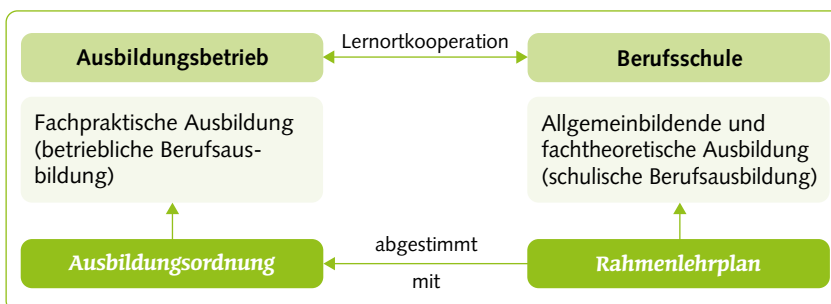 Ausbildungsbetrieb
Lernortkooperation
Berufsschule
Fachpraktische Ausbildung
(betriebliche Berufsaus-
bildung)
Allgemeinbildende und
fachtheoretische Ausbildung
(schulische Berufsausbildung)
Ausbildungsordnung
abgestimmt
mit
Rahmenlehrplan